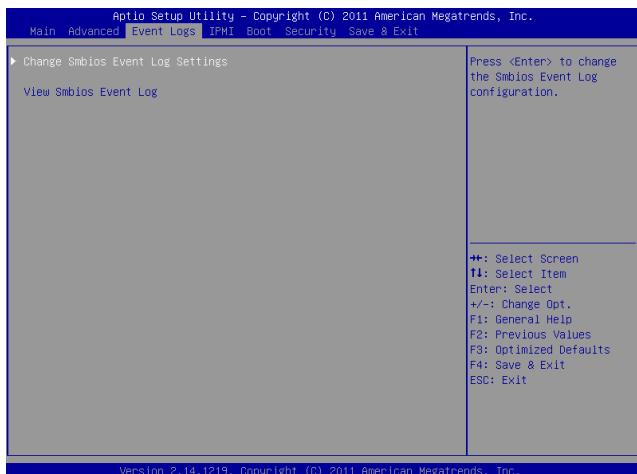 Aptio Setup Utility – Copyright (C) 2011 American Megatrends, Inc.
Main Advanced Event Logs IPMI Boot Security Save & Exit
▶ Change Smbios Event Log Settings
View Smbios Event Log
Press <Enter> to change
the Smbios Event Log
configuration.
→←: Select Screen
↑↓: Select Item
Enter: Select
+/-: Change Opt.
F1: General Help
F2: Previous Values
F3: Optimized Defaults
F4: Save & Exit
ESC: Exit
Version 2.14.1219. Copyright (C) 2011 American Megatrends, Inc.